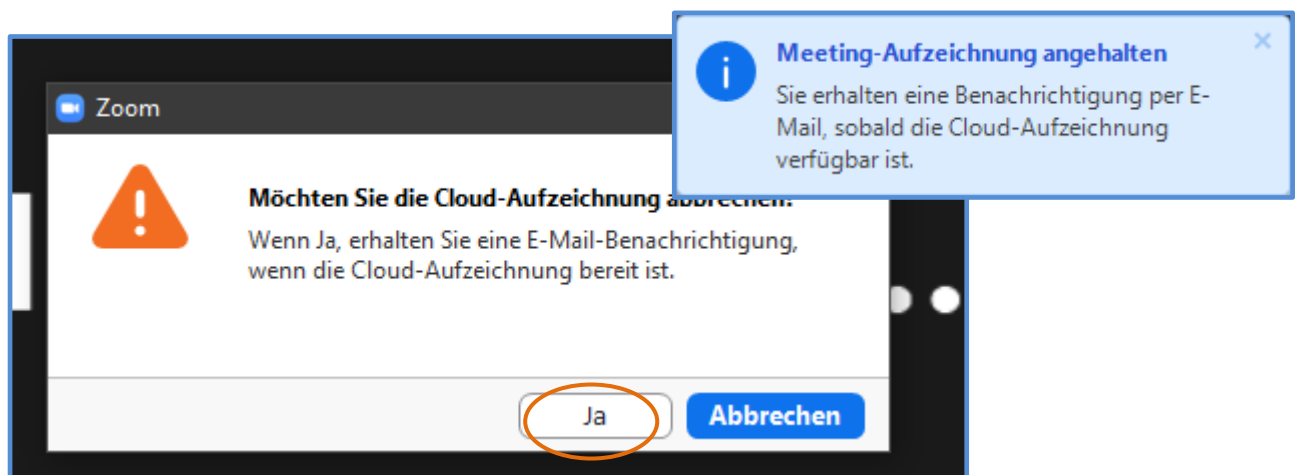 Meeting-Aufzeichnung angehalten
Sie erhalten eine Benachrichtigung per E-
Mail, sobald die Cloud-Aufzeichnung
verfügbar ist.
Zoom
Möchten Sie die Cloud-Aufzeichnung abbrechen?
Wenn Ja, erhalten Sie eine E-Mail-Benachrichtigung,
wenn die Cloud-Aufzeichnung bereit ist.
Ja
Abbrechen